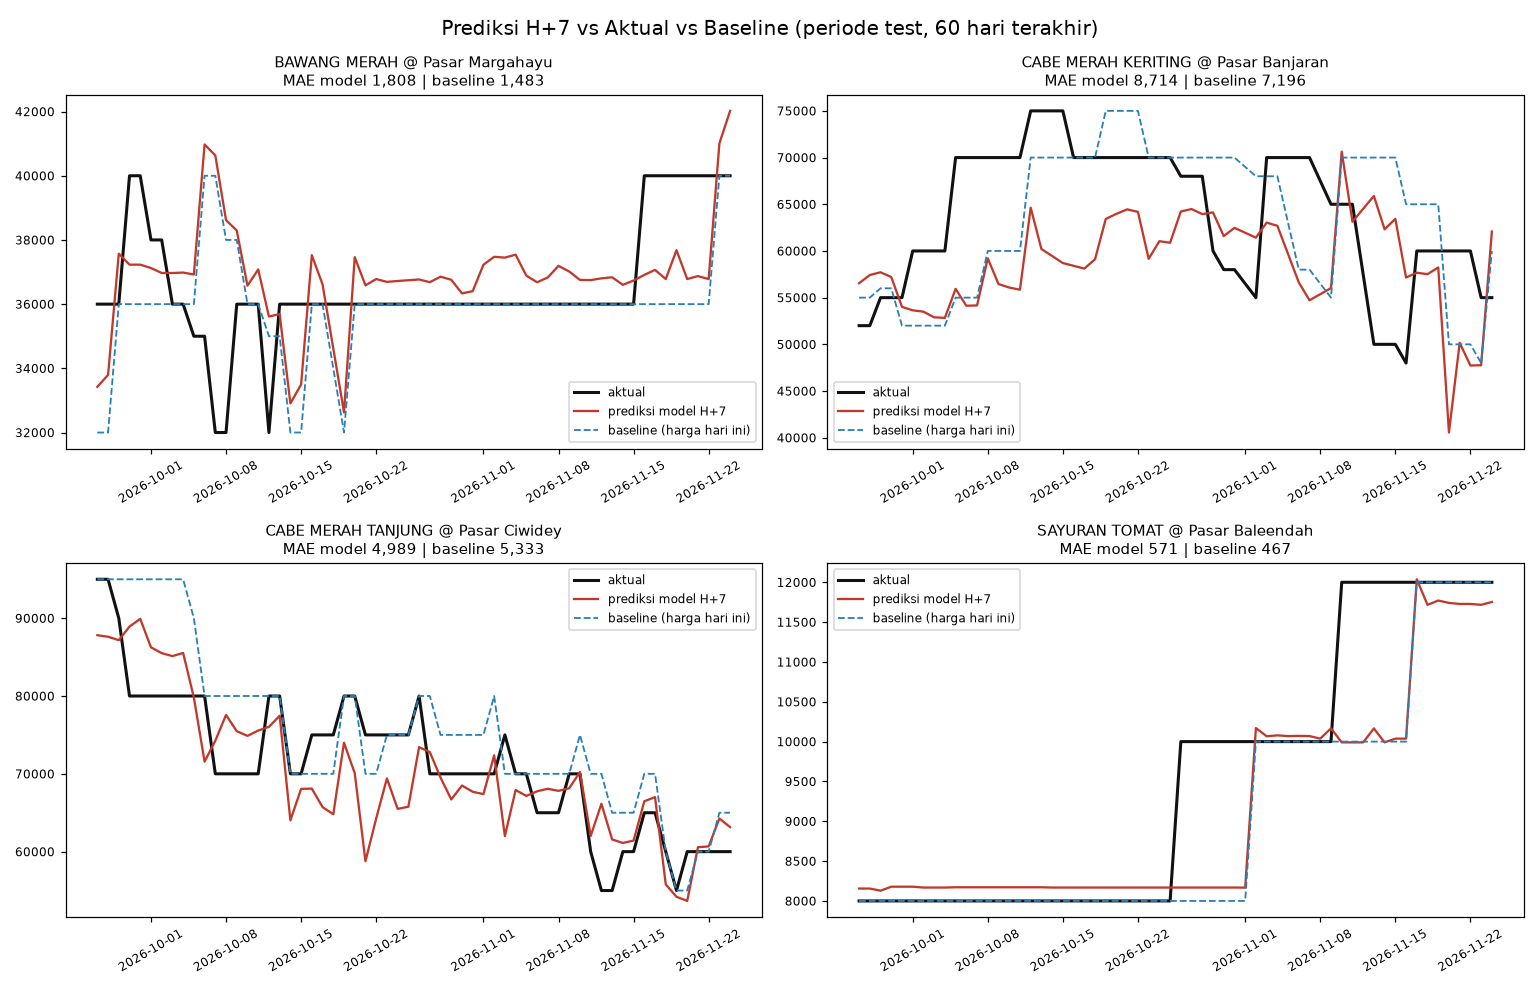 Prediksi H+7 vs Aktual vs Baseline (periode test, 60 hari terakhir)
BAWANG MERAH @ Pasar Margahayu
MAE model 1,808 | baseline 1,483
42000
40000
38000
36000
34000
32000
aktual
prediksi model H+7
baseline (harga hari ini)
2026-10-01
2026-10-08
2026-10-15
2026-10-22
2026-11-01
2026-11-08
2026-11-15
2026-11-22
CABE MERAH KERITING @ Pasar Banjaran
MAE model 8,714 | baseline 7,196
75000
70000
65000
60000
55000
50000
45000
40000
aktual
prediksi model H+7
baseline (harga hari ini)
2026-10-01
2026-10-08
2026-10-15
2026-10-22
2026-11-01
2026-11-08
2026-11-15
2026-11-22
CABE MERAH TANJUNG @ Pasar Ciwidey
MAE model 4,989 | baseline 5,333
90000
80000
70000
60000
aktual
prediksi model H+7
baseline (harga hari ini)
2026-10-01
2026-10-08
2026-10-15
2026-10-22
2026-11-01
2026-11-08
2026-11-15
2026-11-22
SAYURAN TOMAT @ Pasar Baleendah
MAE model 571 | baseline 467
12000
11500
11000
10500
10000
9500
9000
8500
8000
aktual
prediksi model H+7
baseline (harga hari ini)
2026-10-01
2026-10-08
2026-10-15
2026-10-22
2026-11-01
2026-11-08
2026-11-15
2026-11-22